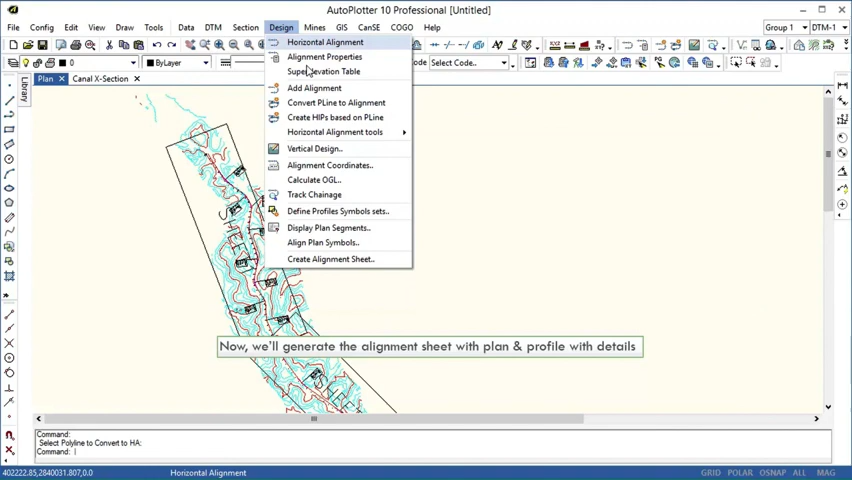 AutoPlotter 10 Professional [Untitled]
File Config Edit View Draw Tools Data DTM Section Design Mines GIS CanSE COGO
Group 1 DTM-1
0 ByLayer Code Select Code..
Plan Canal X-Section
Library
Horizontal Alignment
Alignment Properties
Superelevation Table
Add Alignment
Convert PLine to Alignment
Create HIPs based on PLine
Horizontal Alignment tools
Vertical Design..
Alignment Coordinates..
Calculate OGL..
Track Chainage
Define Profiles Symbols sets..
Display Plan Segments..
Align Plan Symbols..
Create Alignment Sheet..
Now, we'll generate the alignment sheet with plan & profile with details
Command:
Select Polyline to Convert to HA:
Command:
402222.85,2840031.807,0.0 Horizontal Alignment GRID POLAR OSNAP ALL MAG